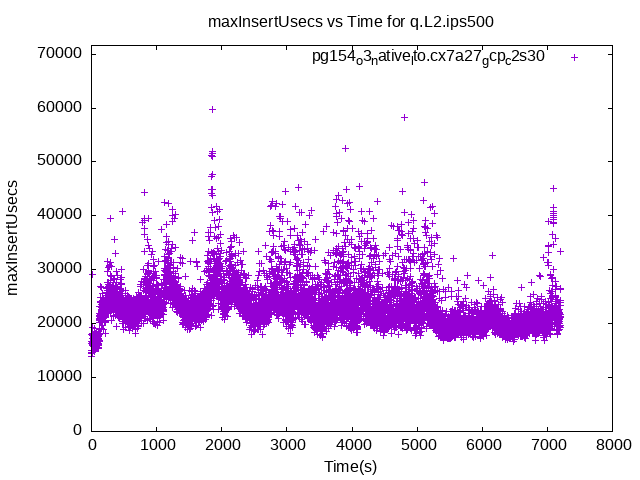 maxInsertUsecs vs Time for q.L2.ips500
pg154o3nativelto.cx7a27gcpc2s30
70000
60000
50000
40000
30000
20000
10000
0
maxInsertUsecs
0 1000 2000 3000 4000 5000 6000 7000 8000
Time(s)